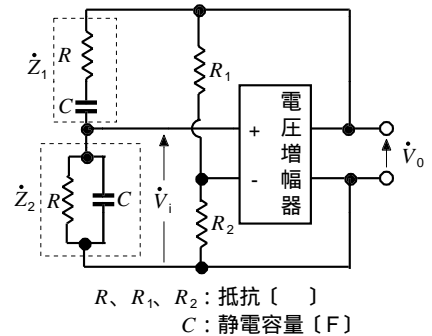 Ż₁
R
C
R₁
Ż₂
R
C
V̇ᵢ
R₂
+
-
電圧増幅器
V̇₀
R、R₁、R₂：抵抗〔　〕
C：静電容量〔F〕